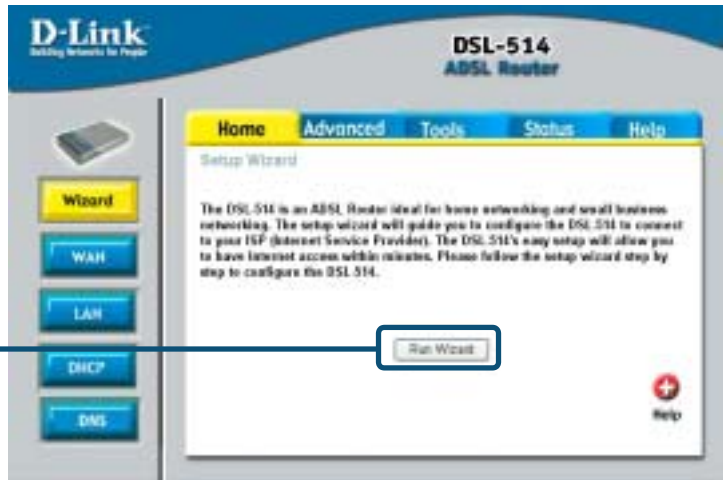 D-Link
Building Networks for People
DSL-514
ADSL Router
Home Advanced Tools Status Help
Setup Wizard
Wizard
The DSL-514 is an ADSL Router ideal for home networking and small business
networking. The setup wizard will guide you to configure the DSL-514 to connect
to your ISP (Internet Service Provider). The DSL-514's easy setup will allow you
to have Internet access within minutes. Please follow the setup wizard step by
step to configure the DSL-514.
WAN
LAN
Run Wizard
DHCP
Help
DNS